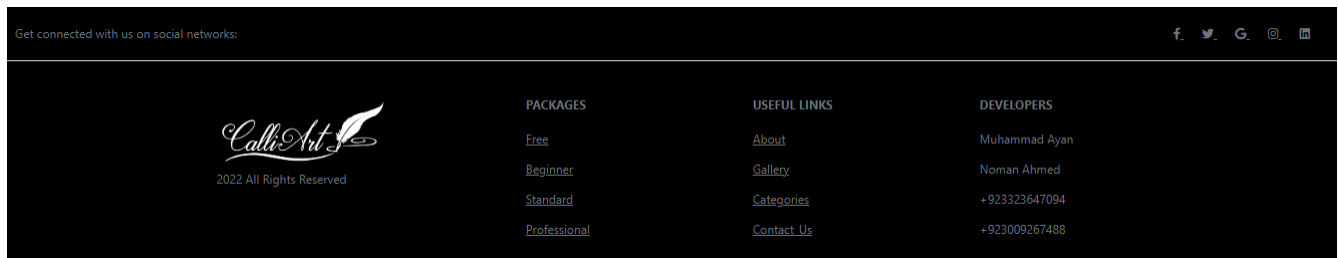 Get connected with us on social networks:
CalliArt
2022 All Rights Reserved
PACKAGES
Free
Beginner
Standard
Professional
USEFUL LINKS
About
Gallery
Categories
Contact Us
DEVELOPERS
Muhammad Ayan
Noman Ahmed
+923323647094
+923009267488